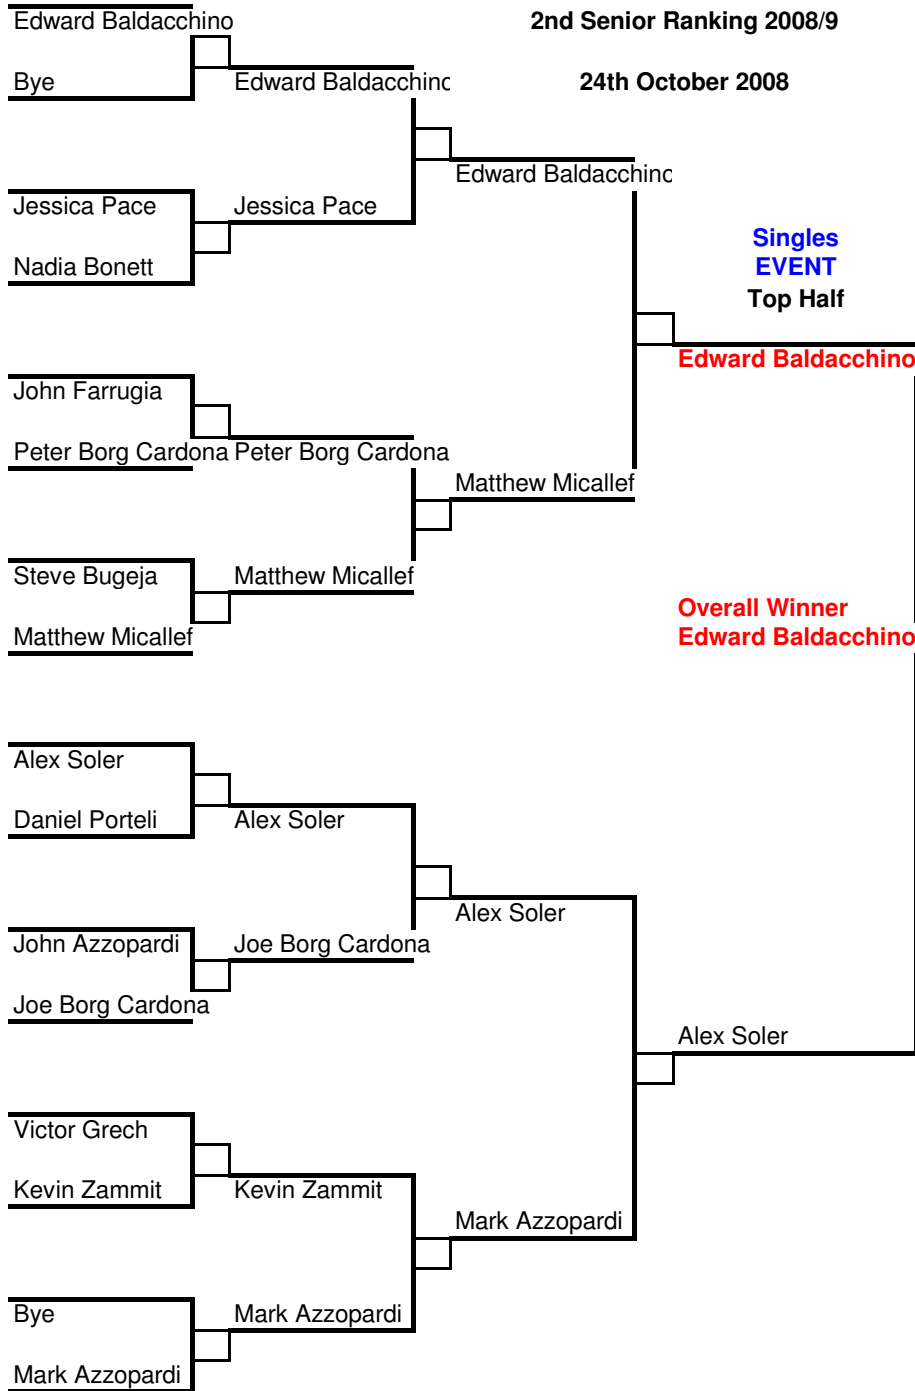 Edward Baldacchino
2nd Senior Ranking 2008/9
Bye
Edward Baldacchino
24th October 2008
Edward Baldacchino
Jessica Pace
Jessica Pace
Nadia Bonett
Singles
EVENT
Top Half
Edward Baldacchino
John Farrugia
Peter Borg Cardona
Peter Borg Cardona
Matthew Micallef
Steve Bugeja
Matthew Micallef
Matthew Micallef
Overall Winner
Edward Baldacchino
Alex Soler
Daniel Porteli
Alex Soler
Alex Soler
John Azzopardi
Joe Borg Cardona
Joe Borg Cardona
Alex Soler
Victor Grech
Kevin Zammit
Kevin Zammit
Mark Azzopardi
Bye
Mark Azzopardi
Mark Azzopardi